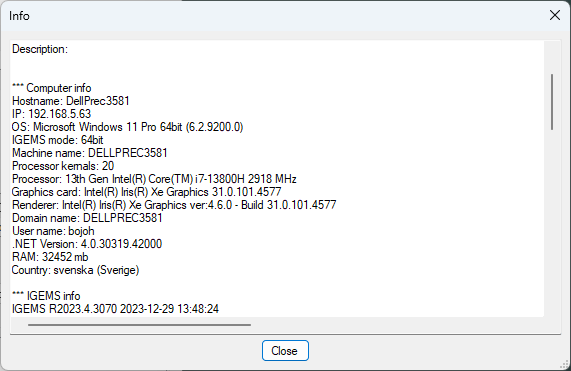 Info
Description:
*** Computer info
Hostname: DellPrec3581
IP: 192.168.5.63
OS: Microsoft Windows 11 Pro 64bit (6.2.9200.0)
IGEMS mode: 64bit
Machine name: DELLPREC3581
Processor kernals: 20
Processor: 13th Gen Intel(R) Core(TM) i7-13800H 2918 MHz
Graphics card: Intel(R) Iris(R) Xe Graphics 31.0.101.4577
Renderer: Intel(R) Iris(R) Xe Graphics ver:4.6.0 - Build 31.0.101.4577
Domain name: DELLPREC3581
User name: bojoh
.NET Version: 4.0.30319.42000
RAM: 32452 mb
Country: svenska (Sverige)
*** IGEMS info
IGEMS R2023.4.3070 2023-12-29 13:48:24
Close